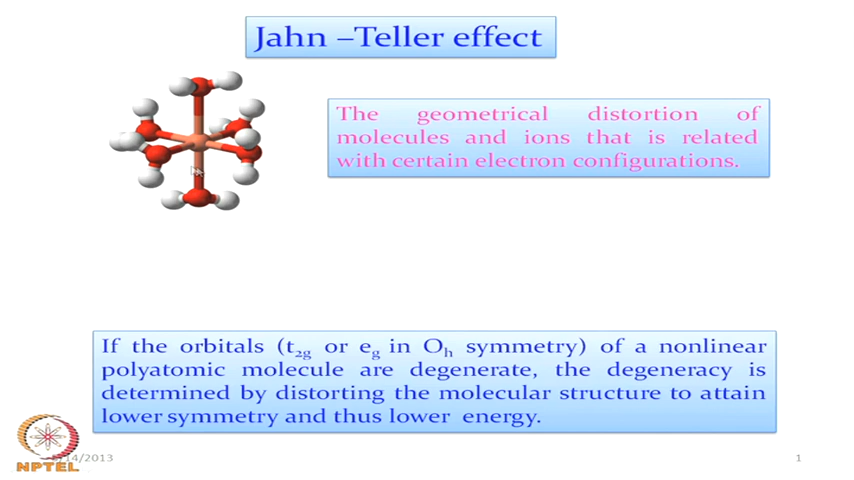 Jahn –Teller effect
The geometrical distortion of
molecules and ions that is related
with certain electron configurations.
If the orbitals (t2g or eg in Oh symmetry) of a nonlinear
polyatomic molecule are degenerate, the degeneracy is
determined by distorting the molecular structure to attain
lower symmetry and thus lower energy.
/14/2013
1
NPTEL